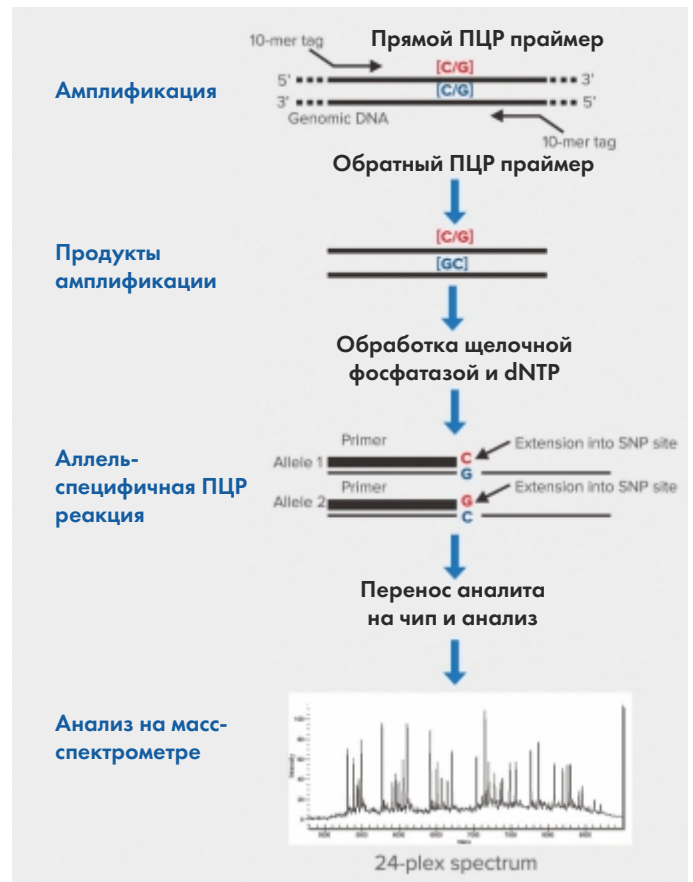 10-mer tag
Прямой ПЦР праймер
[C/G]
Амплификация
5'
3'
[C/G]
3'
5'
Genomic DNA
10-mer tag
Обратный ПЦР праймер
[C/G]
Продукты
амплификации
[GC]
Обработка щелочной
фосфатазой и dNTP
Primer
Extension into SNP site
Аллель-
специфичная ПЦР
реакция
Allele 1
C
G
Primer
Extension into SNP site
Allele 2
G
C
Перенос аналита
на чип и анализ
Анализ на масс-
спектрометре
24-plex spectrum